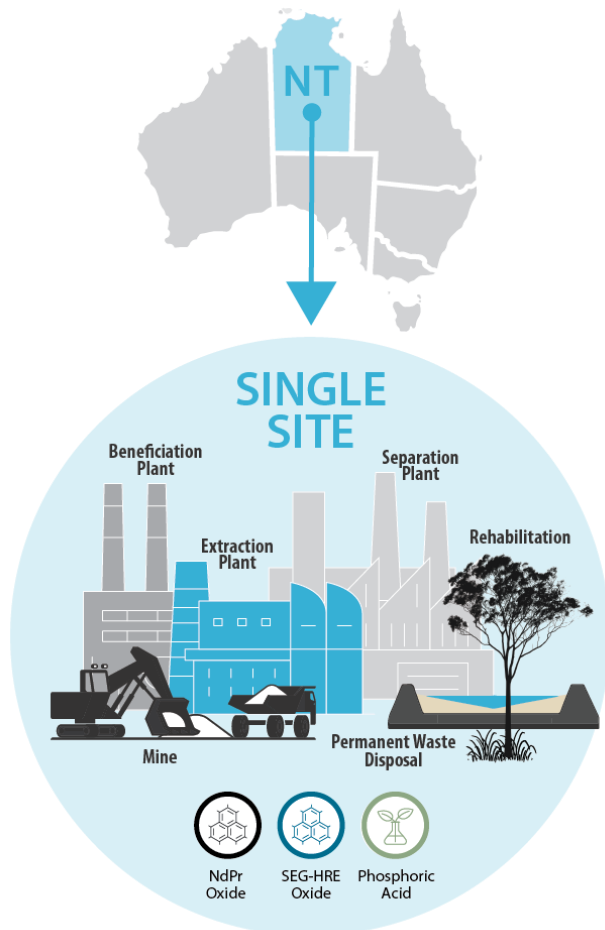 NT
SINGLE
SITE
Beneficiation
Plant
Separation
Plant
Extraction
Plant
Rehabilitation
Mine
Permanent Waste
Disposal
NdPr
Oxide
SEG-HRE
Oxide
Phosphoric
Acid